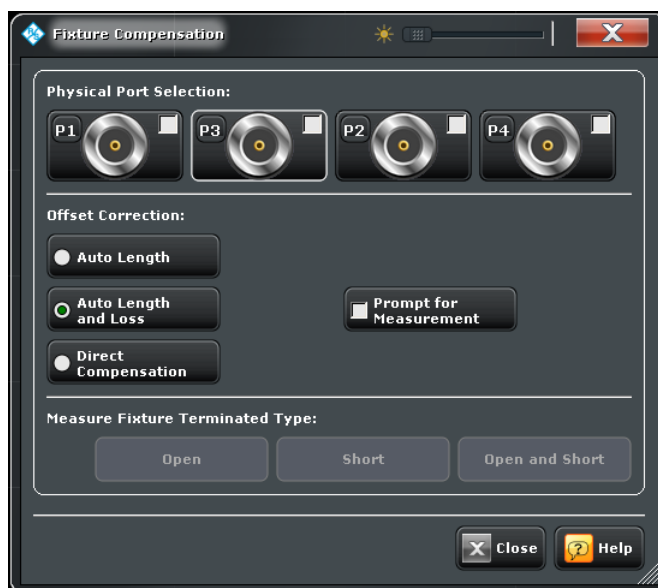 Fixture Compensation
Physical Port Selection:
P1
P3
P2
P4
Offset Correction:
Auto Length
Auto Length
and Loss
Prompt for
Measurement
Direct
Compensation
Measure Fixture Terminated Type:
Open
Short
Open and Short
Close
Help